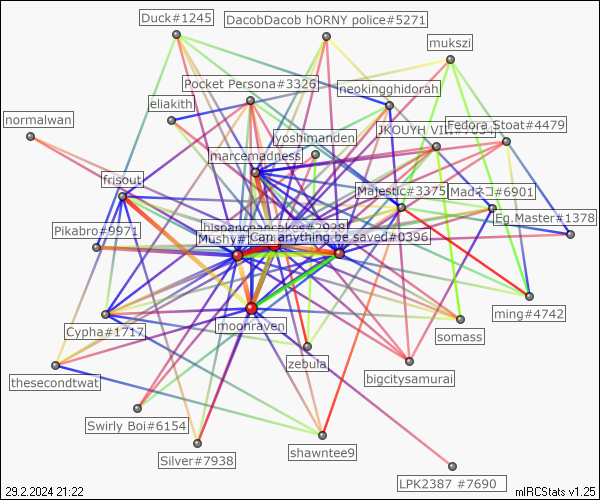 Duck#1245
DacobDacob hORNY police#5271
mukszi
Pocket Persona#3326
neokingghidorah
eliakith
normalwan
JKOUYH VIII
Fedora.Stoat#4479
yoshimanden
marcemadness
frisout
Majestic#3375
Madネコ#6901
Eg.Master#1378
Pikabro#9971
hispancpancakes#2928
Mushy#
Can anything be saved#0396
Cypha#1717
moonraven
ming#4742
somass
zebula
thesecondtwat
bigcitysamurai
Swirly Boi#6154
Silver#7938
shawntee9
LPK2387 #7690
29.2.2024 21:22
mIRCStats v1.25